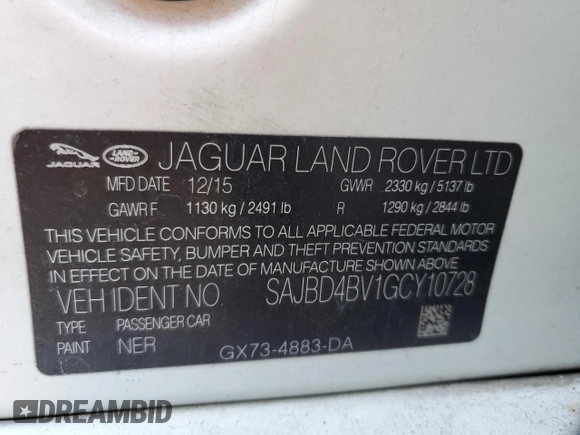 JAGUAR LAND ROVER JAGUAR LAND ROVER LTD
MFD DATE 12/15 GVWR 2330 kg / 5137 lb
GAWR F 1130 kg / 2491 lb R 1290 kg / 2844 lb
THIS VEHICLE CONFORMS TO ALL APPLICABLE FEDERAL MOTOR
VEHICLE SAFETY, BUMPER AND THEFT PREVENTION STANDARDS
IN EFFECT ON THE DATE OF MANUFACTURE SHOWN ABOVE.
VEH IDENT NO. SAJBD4BV1GCY10728
TYPE PASSENGER CAR
PAINT NER GX73-4883-DA
DREAMBID